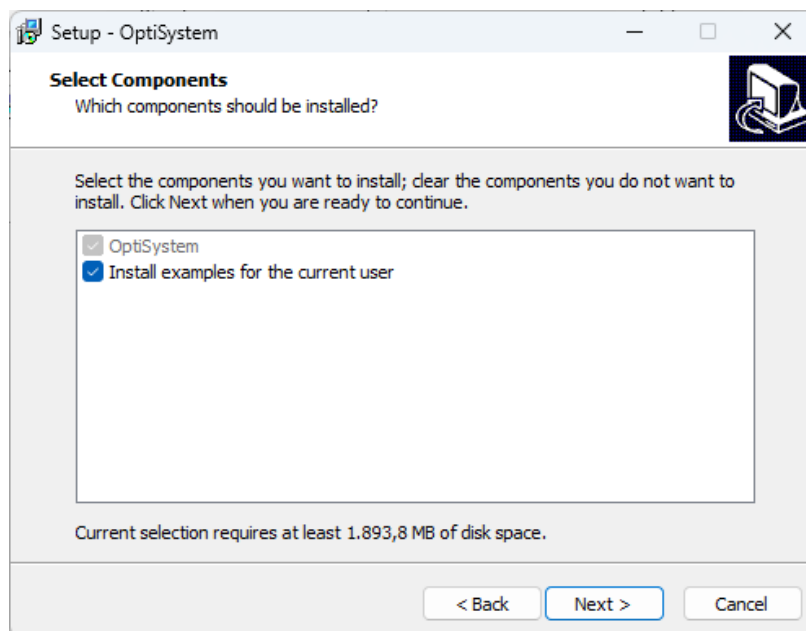 Setup - OptiSystem
Select Components
Which components should be installed?
Select the components you want to install; clear the components you do not want to
install. Click Next when you are ready to continue.
OptiSystem
Install examples for the current user
Current selection requires at least 1.893,8 MB of disk space.
< Back
Next >
Cancel